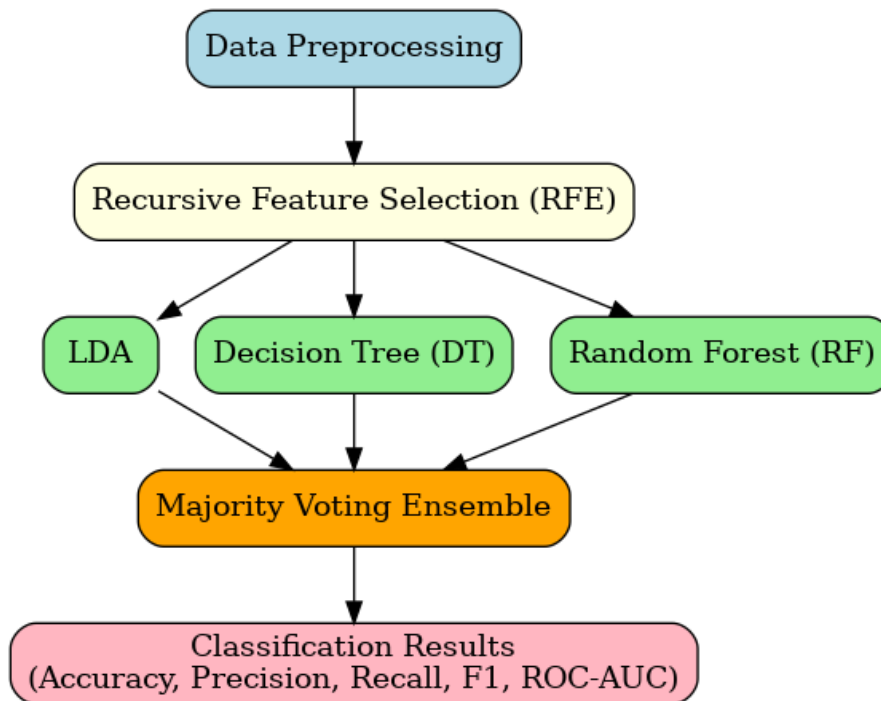 Data Preprocessing
Recursive Feature Selection (RFE)
LDA
Decision Tree (DT)
Random Forest (RF)
Majority Voting Ensemble
Classification Results
(Accuracy, Precision, Recall, F1, ROC-AUC)